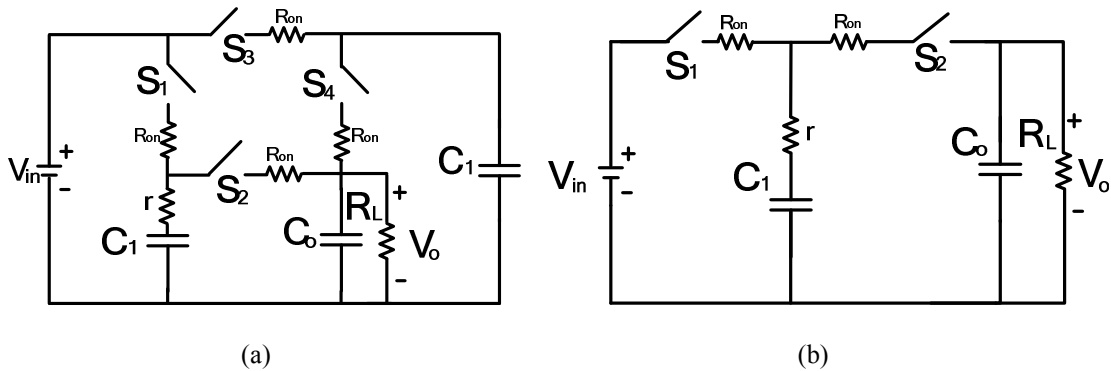 Ron
S3
S1
S4
Ron
Ron
Ron
Vin
+
-
S2
r
C1
RL
Co
+
Vo
-
C1
(a)
Ron
S1
Ron
S2
r
Vin
+
-
C1
Co
RL
+
Vo
-
(b)